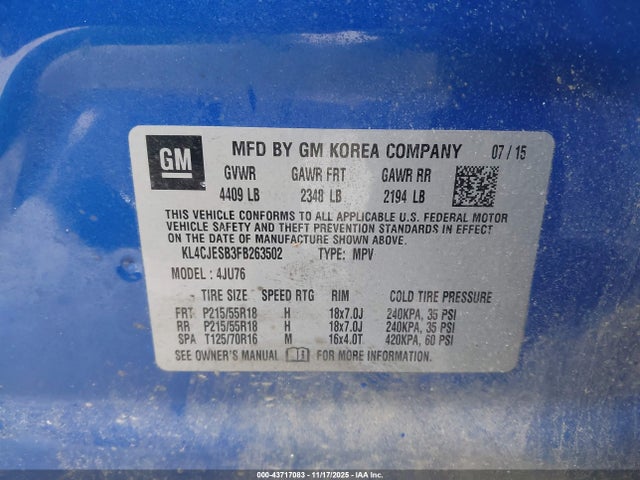 GM MFD BY GM KOREA COMPANY 07/15
GVWR GAWR FRT GAWR RR
4409 LB 2348 LB 2194 LB
THIS VEHICLE CONFORMS TO ALL APPLICABLE U.S. FEDERAL MOTOR
VEHICLE SAFETY AND THEFT PREVENTION STANDARDS IN EFFECT
ON THE DATE OF MANUFACTURE SHOWN ABOVE.
KL4CJESB3FB263502 TYPE: MPV
MODEL: 4JU76
TIRE SIZE SPEED RTG RIM COLD TIRE PRESSURE
FRT P215/55R18 H 18x7.0J 240KPA, 35 PSI
RR P215/55R18 H 18x7.0J 240KPA, 35 PSI
SPA T125/70R16 M 16x4.0T 420KPA, 60 PSI
SEE OWNER'S MANUAL FOR MORE INFORMATION.
000-43717083 - 11/17/2025 - IAA Inc.